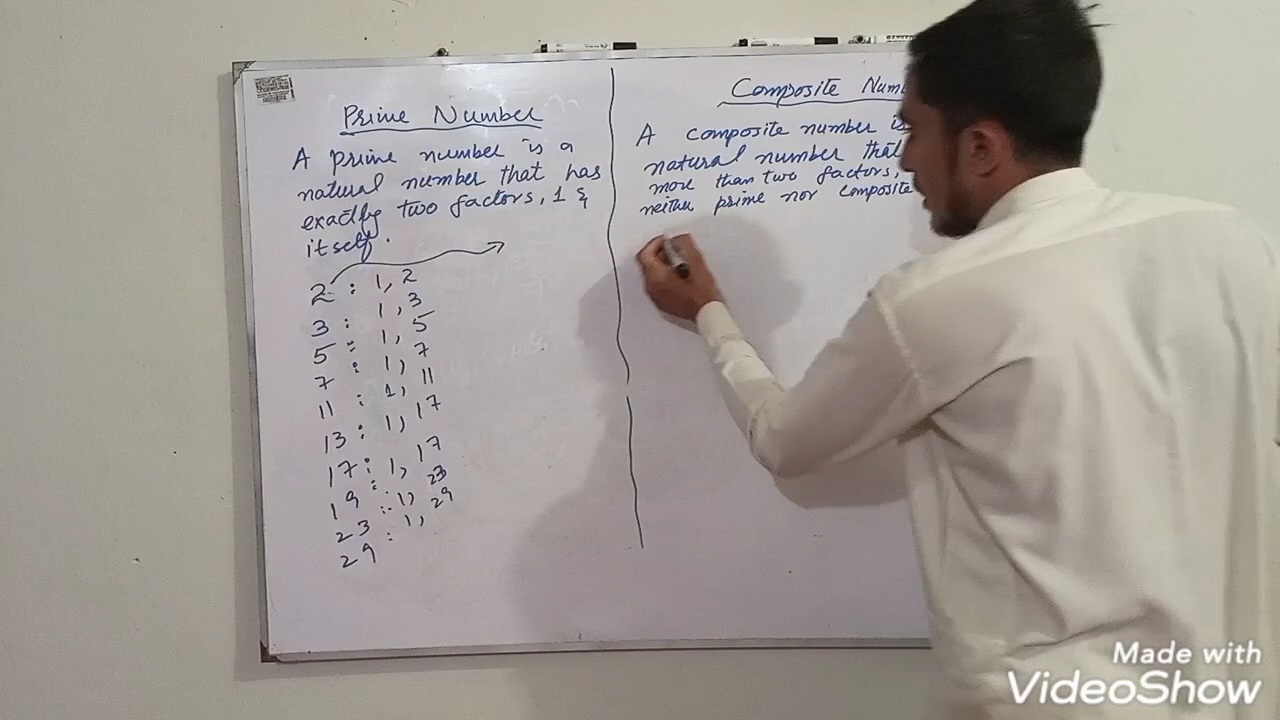 Prime Number
A prime number is a
natural number that has
exactly two factors, 1 &
itself.
2 : 1, 2
3 : 1, 3
5 : 1, 5
7 : 1, 7
11 : 1, 11
13 : 1, 17
17 : 1, 17
19 : 1, 23
23 : 1, 29
29
Composite Num
A composite number is
natural number that
more than two factors,
neither prime nor composite
Made with
VideoShow